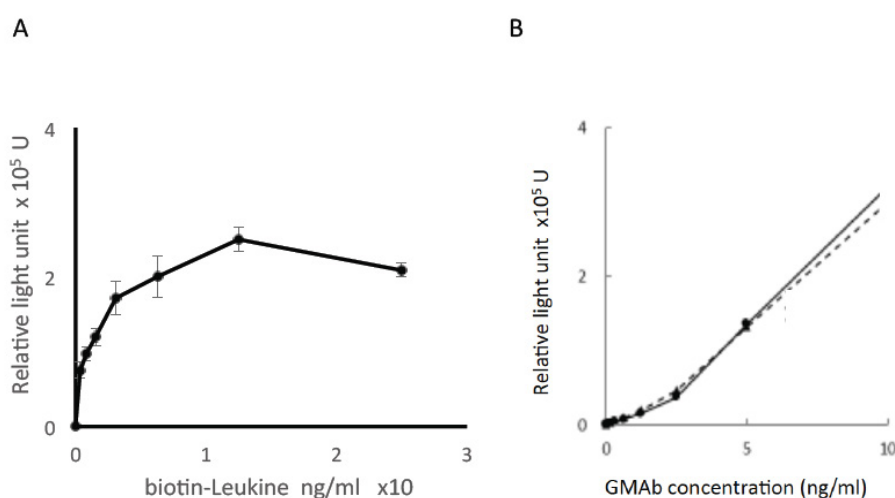 A
B
Relative light unit x 10⁵ U
4
2
0
0
1
2
3
biotin-Leukine ng/ml x10
Relative light unit x10⁵ U
4
2
0
0
5
10
GMAb concentration (ng/ml)